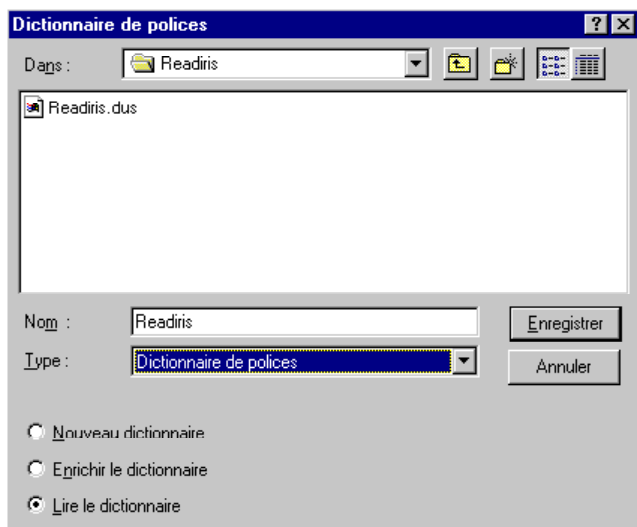 Dictionnaire de polices
Dans : Readiris
Readiris.dus
Nom : Readiris Enregistrer
Type : Dictionnaire de polices Annuler
Nouveau dictionnaire
Enrichir le dictionnaire
Lire le dictionnaire